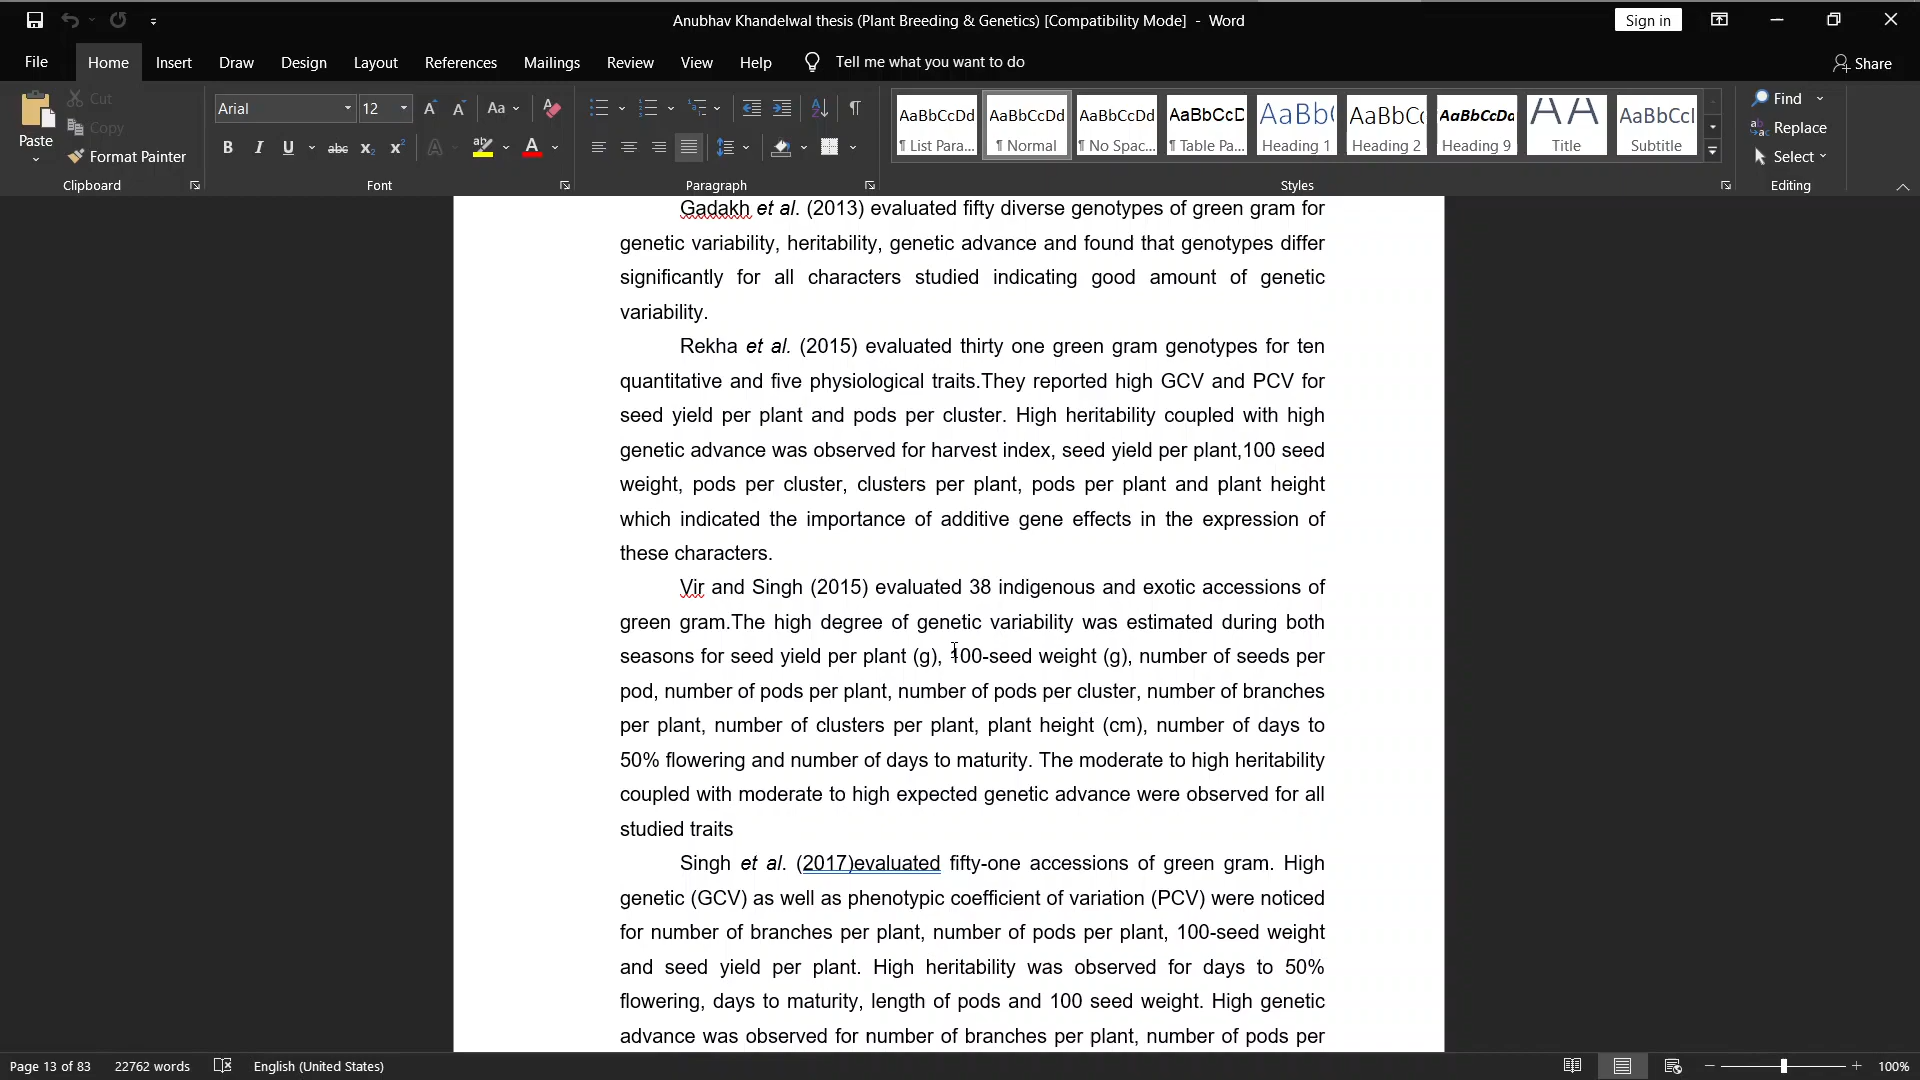 Anubhav Khandelwal thesis (Plant Breeding & Genetics) [Compatibility Mode] - Word
Sign in
File Home Insert Draw Design Layout References Mailings Review View Help Tell me what you want to do
Share
Paste
Cut
Copy
Format Painter
Clipboard
Arial 12 Aa
B I U abc x₂ x² A ab A
Font
Paragraph
AaBbCcDd
¶ List Para...
AaBbCcDd
¶ Normal
AaBbCcDd
¶ No Spac...
AaBbCcC
¶ Table Pa...
AaBb(
Heading 1
AaBbC(
Heading 2
AaBbCcDd
Heading 9
AA
Title
AaBbCcI
Subtitle
Styles
Find
Replace
Select
Editing
Gadakh et al. (2013) evaluated fifty diverse genotypes of green gram for
genetic variability, heritability, genetic advance and found that genotypes differ
significantly for all characters studied indicating good amount of genetic
variability.
Rekha et al. (2015) evaluated thirty one green gram genotypes for ten
quantitative and five physiological traits.They reported high GCV and PCV for
seed yield per plant and pods per cluster. High heritability coupled with high
genetic advance was observed for harvest index, seed yield per plant,100 seed
weight, pods per cluster, clusters per plant, pods per plant and plant height
which indicated the importance of additive gene effects in the expression of
these characters.
Vir and Singh (2015) evaluated 38 indigenous and exotic accessions of
green gram.The high degree of genetic variability was estimated during both
seasons for seed yield per plant (g), 100-seed weight (g), number of seeds per
pod, number of pods per plant, number of pods per cluster, number of branches
per plant, number of clusters per plant, plant height (cm), number of days to
50% flowering and number of days to maturity. The moderate to high heritability
coupled with moderate to high expected genetic advance were observed for all
studied traits
Singh et al. (2017)evaluated fifty-one accessions of green gram. High
genetic (GCV) as well as phenotypic coefficient of variation (PCV) were noticed
for number of branches per plant, number of pods per plant, 100-seed weight
and seed yield per plant. High heritability was observed for days to 50%
flowering, days to maturity, length of pods and 100 seed weight. High genetic
advance was observed for number of branches per plant, number of pods per
Page 13 of 83 22762 words English (United States) 100%